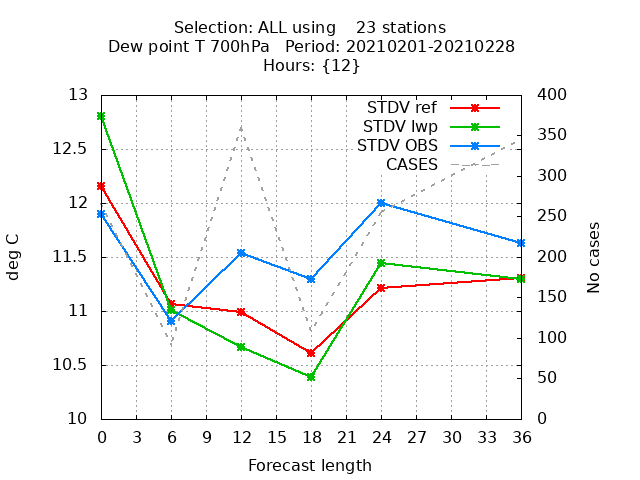 Selection: ALL using    23 stations
Dew point T 700hPa   Period: 20210201-20210228
Hours: {12}
STDV ref
STDV lwp
STDV OBS
CASES
deg C
No cases
13
12.5
12
11.5
11
10.5
10
400
350
300
250
200
150
100
50
0
0 3 6 9 12 15 18 21 24 27 30 33 36
Forecast length